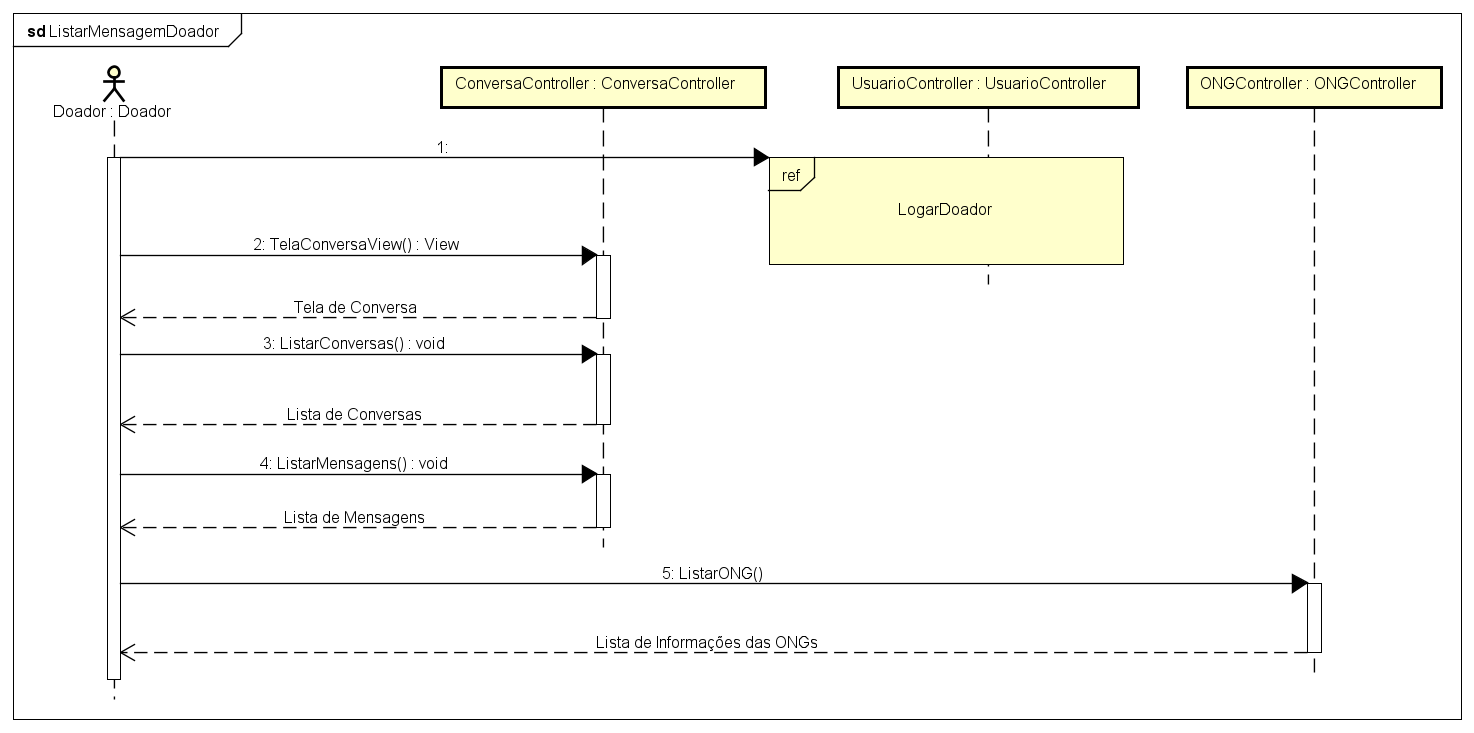 sd ListarMensagemDoador
Doador : Doador
ConversaController : ConversaController
UsuarioController : UsuarioController
ONGController : ONGController
1:
ref
LogarDoador
2: TelaConversaView() : View
Tela de Conversa
3: ListarConversas() : void
Lista de Conversas
4: ListarMensagens() : void
Lista de Mensagens
5: ListarONG()
Lista de Informações das ONGs